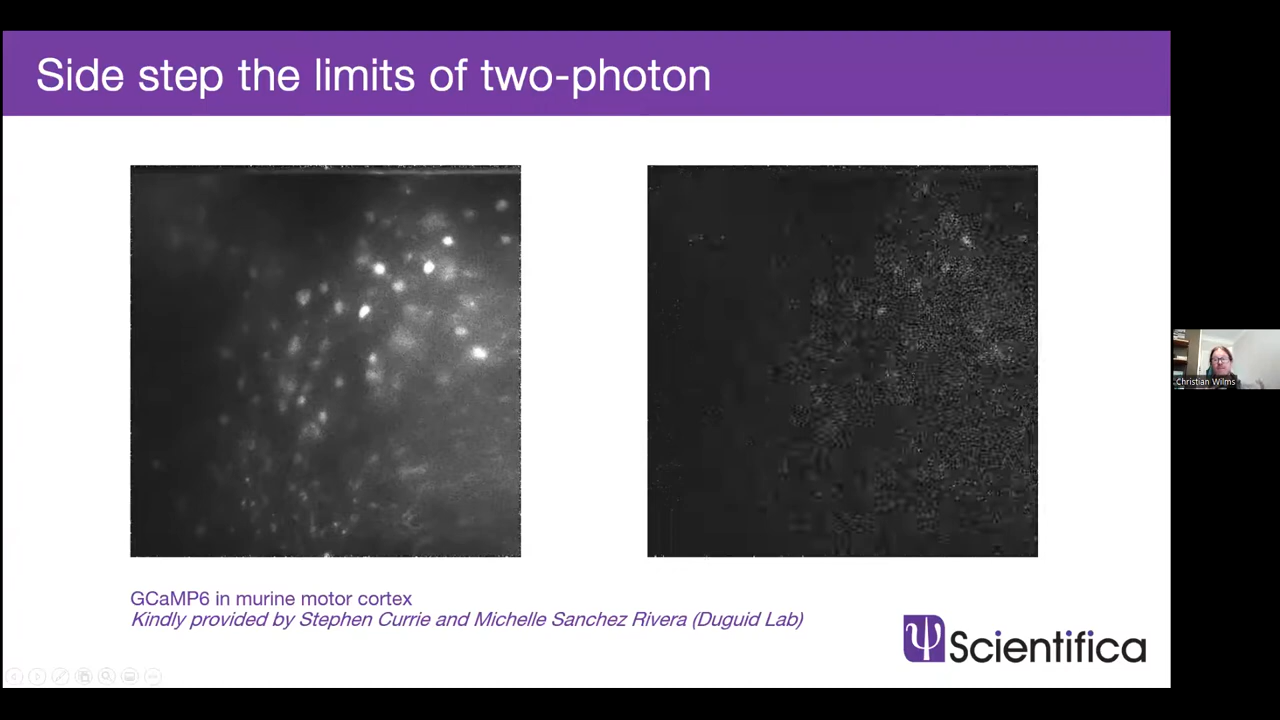 Side step the limits of two-photon
GCaMP6 in murine motor cortex
Kindly provided by Stephen Currie and Michelle Sanchez Rivera (Duguid Lab)
Scientifica
Christian Wilms